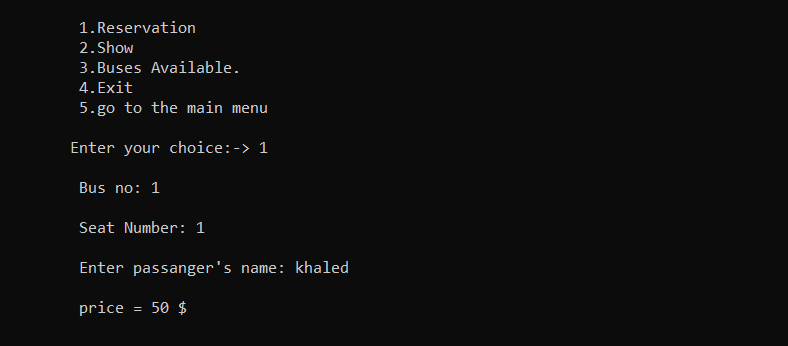 1.Reservation
2.Show
3.Buses Available.
4.Exit
5.go to the main menu
Enter your choice:-> 1
Bus no: 1
Seat Number: 1
Enter passanger's name: khaled
price = 50 $